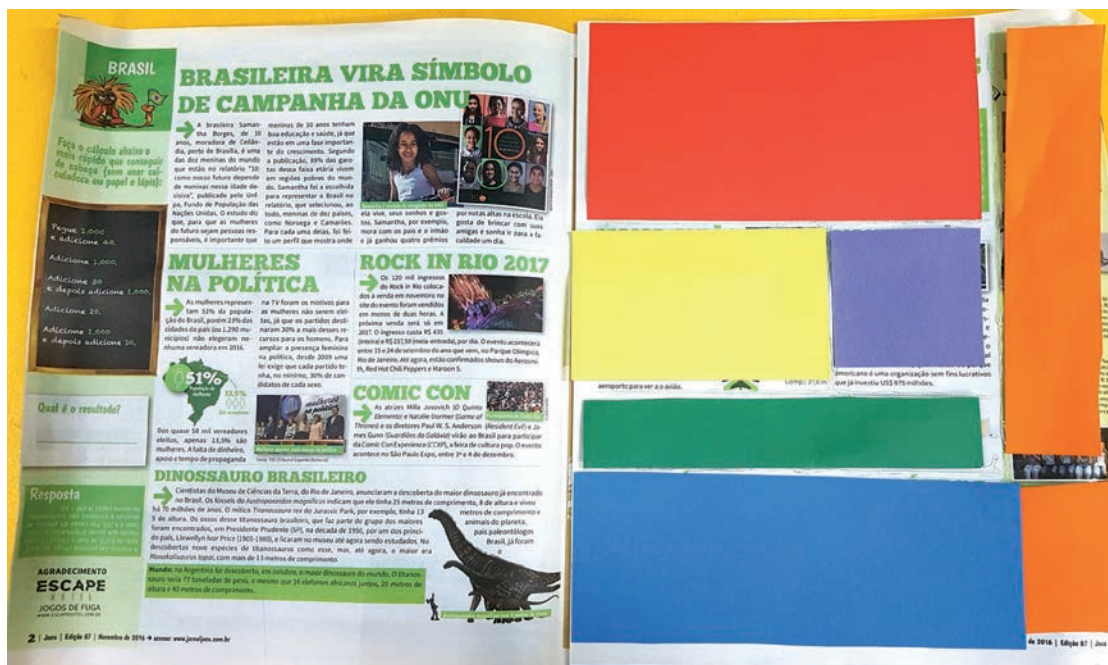 BRASIL
Faça o cálculo abaixo o
mais rápido que conseguir
de cabeça (sem usar cal-
culadora ou papel e lápis):
Pegue 1.000
e adicione 40.
Adicione 1.000.
Adicione 20
e depois adicione 1.000.
Adicione 20.
Adicione 1.000
e depois adicione 10.
Qual é o resultado?
Resposta
AGRADECIMENTO
ESCAPE
HOTEL
JOGOS DE FUGA
BRASILEIRA VIRA SÍMBOLO
DE CAMPANHA DA ONU
A brasileira Saman-
tha Borges, de 10
anos, moradora de Ceilân-
dia, perto de Brasília, é uma
das dez meninas do mundo
que estão no relatório "10:
como nosso futuro depende
de meninas nessa idade de-
cisiva", publicado pelo Unf-
pa, Fundo de População das
Nações Unidas. O estudo diz
que, para que as mulheres
do futuro sejam pessoas res-
ponsáveis, é importante que
meninas de 10 anos tenham
boa educação e saúde, já que
estão em uma fase importan-
te do crescimento. Segundo
a publicação, 89% das garo-
tas dessa faixa etária vivem
em regiões pobres do mun-
do. Samantha foi a escolhida
para representar o Brasil no
relatório, que selecionou, ao
todo, meninas de dez países,
como Noruega e Camarões.
Para cada uma delas, foi fei-
to um perfil que mostra onde
ela vive, seus sonhos e gos-
tos. Samantha, por exemplo,
mora com os pais e o irmão
e já ganhou quatro prêmios
por notas altas na escola. Ela
gosta de brincar com suas
amigas e sonha ir para a fa-
culdade um dia.
10
MULHERES
NA POLÍTICA
As mulheres represen-
tam 51% da popula-
ção do Brasil, porém 23% das
cidades do país (ou 1.290 mu-
nicípios) não elegeram ne-
nhuma vereadora em 2016.
51%
População de
mulheres
13,5%
São vereadoras
Dos quase 58 mil vereadores
eleitos, apenas 13,5% são
mulheres. A falta de dinheiro,
apoio e tempo de propaganda
na TV foram os motivos para
as mulheres não serem elei-
tas, já que os partidos desti-
naram 30% a mais desses re-
cursos para os homens. Para
ampliar a presença feminina
na política, desde 2009 uma
lei exige que cada partido te-
nha, no mínimo, 30% de can-
didatos de cada sexo.
mulheres
na política
ROCK IN RIO 2017
Os 120 mil ingressos
do Rock in Rio coloca-
dos à venda em novembro no
site do evento foram vendidos
em menos de duas horas. A
próxima venda será só em
2017. O ingresso custa R$ 435
(inteira) e R$ 217,50 (meia-entrada), por dia. O evento acontecerá
entre 15 e 24 de setembro do ano que vem, no Parque Olímpico,
Rio de Janeiro. Até agora, estão confirmados shows do Aerosmi-
th, Red Hot Chili Peppers e Maroon 5.
COMIC CON
As atrizes Milla Jovovich (O Quinto
Elemento) e Natalie Dormer (Game of
Thrones) e os diretores Paul W. S. Anderson (Resident Evil) e Ja-
mes Gunn (Guardiões da Galáxia) virão ao Brasil para participar
da Comic Con Experience (CCXP), a feira de cultura pop. O evento
acontece no São Paulo Expo, entre 1º e 4 de dezembro.
DINOSSAURO BRASILEIRO
Cientistas do Museu de Ciências da Terra, do Rio de Janeiro, anunciaram a descoberta do maior dinossauro já encontrado
no Brasil. Os fósseis do Austroposeidon magnificus indicam que ele tinha 25 metros de comprimento, 8 de altura e viveu
há 70 milhões de anos. O mítico Tiranossauro rex do Jurassic Park, por exemplo, tinha 13 metros de comprimento e
5 de altura. Os ossos desse titanossauro brasileiro, que faz parte do grupo dos maiores animais do planeta,
foram encontrados, em Presidente Prudente (SP), na década de 1950, por um dos princi- pais paleontólogos
do país, Llewellyn Ivor Price (1905-1980), e ficaram no museu até agora sendo estudados. No Brasil, já foram
descobertas nove espécies de titanossauros como esse, mas, até agora, o maior era o
Maxakalisaurus topai, com mais de 13 metros de comprimento.
Mundo: na Argentina foi descoberto, em outubro, o maior dinossauro do mundo. O titanos-
sauro teria 77 toneladas de peso, o mesmo que 14 elefantes africanos juntos, 20 metros de
altura e 40 metros de comprimento.
2 | Joca | Edição 87 | Novembro de 2016 → acesse: www.jornaljoca.com.br
aeroporto para ver a o avião.
Comp.: 37,6 m
americano é uma organização sem fins lucrativos
que já investiu US$ 875 milhões.
de 2016 | Edição 87 | Joca